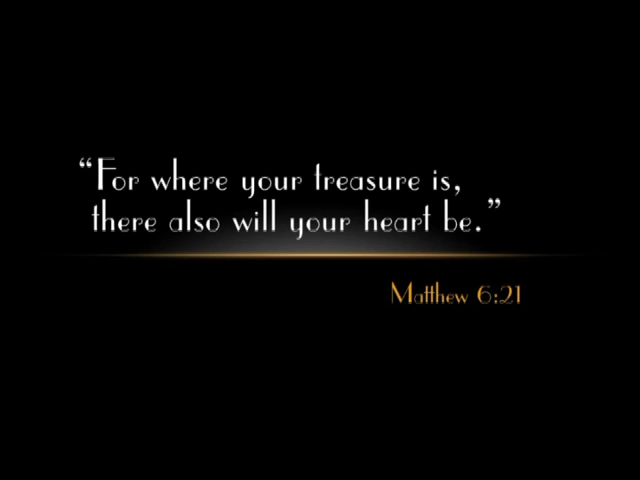 “For where your treasure is,
there also will your heart be.”
Matthew 6:21